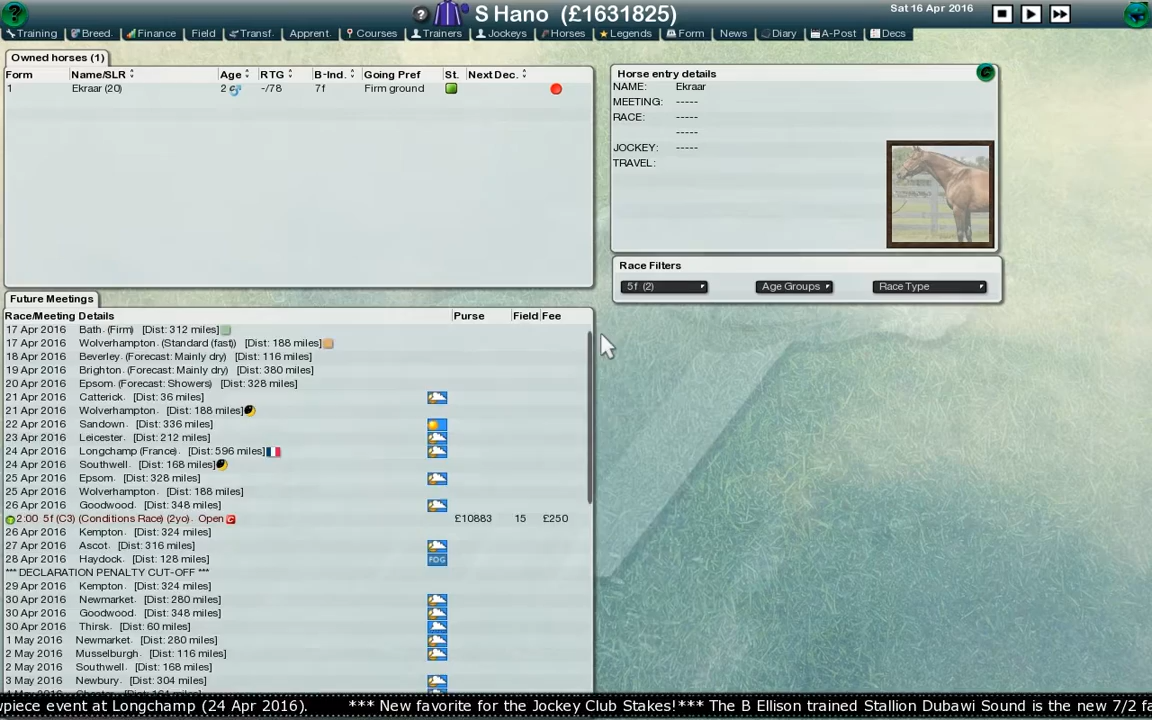 ? S Hano (£1631825) Sat 16 Apr 2016
Training Breed. Finance Field Transf. Apprent. Courses Trainers Jockeys Horses Legends Form News Diary A-Post Decs
Owned horses (1)
Form Name/SLR Age RTG B-Ind. Going Pref St. Next Dec.
1 Ekraar (20) 2 -/78 7f Firm ground
Horse entry details
NAME: Ekraar
MEETING: -----
RACE: -----
-----
JOCKEY: -----
TRAVEL:
Race Filters
5f (2) Age Groups Race Type
Future Meetings
Race/Meeting Details Purse Field Fee
17 Apr 2016 Bath. (Firm) [Dist: 312 miles]
17 Apr 2016 Wolverhampton. (Standard (fast)) [Dist: 188 miles]
18 Apr 2016 Beverley. (Forecast: Mainly dry) [Dist: 116 miles]
19 Apr 2016 Brighton. (Forecast: Mainly dry) [Dist: 380 miles]
20 Apr 2016 Epsom. (Forecast: Showers) [Dist: 328 miles]
21 Apr 2016 Catterick. [Dist: 36 miles]
21 Apr 2016 Wolverhampton. [Dist: 188 miles]
22 Apr 2016 Sandown. [Dist: 336 miles]
23 Apr 2016 Leicester. [Dist: 212 miles]
24 Apr 2016 Longchamp (France). [Dist: 596 miles]
24 Apr 2016 Southwell. [Dist: 168 miles]
25 Apr 2016 Epsom. [Dist: 328 miles]
25 Apr 2016 Wolverhampton. [Dist: 188 miles]
26 Apr 2016 Goodwood. [Dist: 348 miles]
2:00 5f (C3) (Conditions Race) (2yo). Open C £10883 15 £250
26 Apr 2016 Kempton. [Dist: 324 miles]
27 Apr 2016 Ascot. [Dist: 316 miles]
28 Apr 2016 Haydock. [Dist: 128 miles] FOG
*** DECLARATION PENALTY CUT-OFF ***
29 Apr 2016 Kempton. [Dist: 324 miles]
30 Apr 2016 Newmarket. [Dist: 280 miles]
30 Apr 2016 Goodwood. [Dist: 348 miles]
30 Apr 2016 Thirsk. [Dist: 60 miles]
1 May 2016 Newmarket. [Dist: 280 miles]
2 May 2016 Musselburgh. [Dist: 116 miles]
2 May 2016 Southwell. [Dist: 168 miles]
3 May 2016 Newbury. [Dist: 304 miles]
wpiece event at Longchamp (24 Apr 2016). *** New favorite for the Jockey Club Stakes!*** The B Ellison trained Stallion Dubawi Sound is the new 7/2 fa